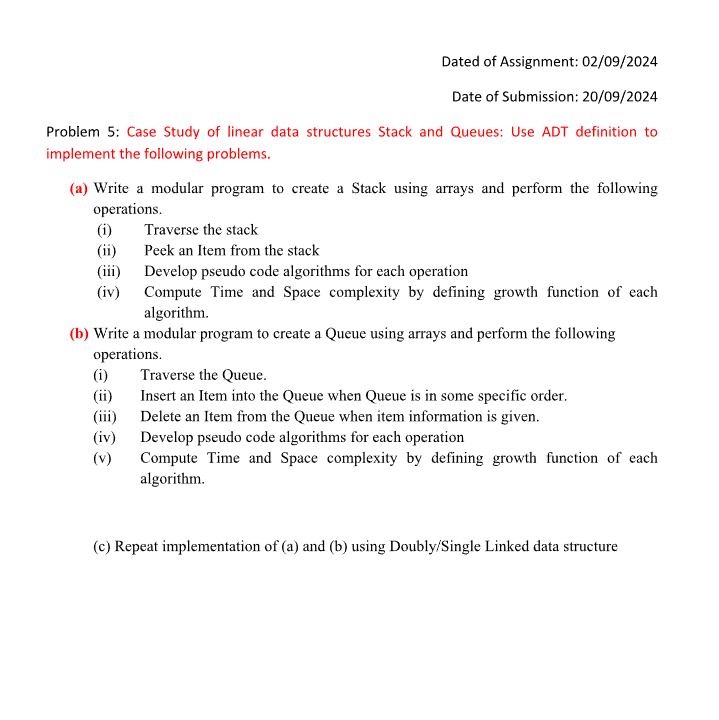 Dated of Assignment: 02/09/2024
Date of Submission: 20/09/2024
Problem 5: Case Study of linear data structures Stack and Queues: Use ADT definition to
implement the following problems.
(a) Write a modular program to create a Stack using arrays and perform the following
operations.
(i) Traverse the stack
(ii) Peek an Item from the stack
(iii) Develop pseudo code algorithms for each operation
(iv) Compute Time and Space complexity by defining growth function of each
algorithm.
(b) Write a modular program to create a Queue using arrays and perform the following
operations.
(i) Traverse the Queue.
(ii) Insert an Item into the Queue when Queue is in some specific order.
(iii) Delete an Item from the Queue when item information is given.
(iv) Develop pseudo code algorithms for each operation
(v) Compute Time and Space complexity by defining growth function of each
algorithm.
(c) Repeat implementation of (a) and (b) using Doubly/Single Linked data structure